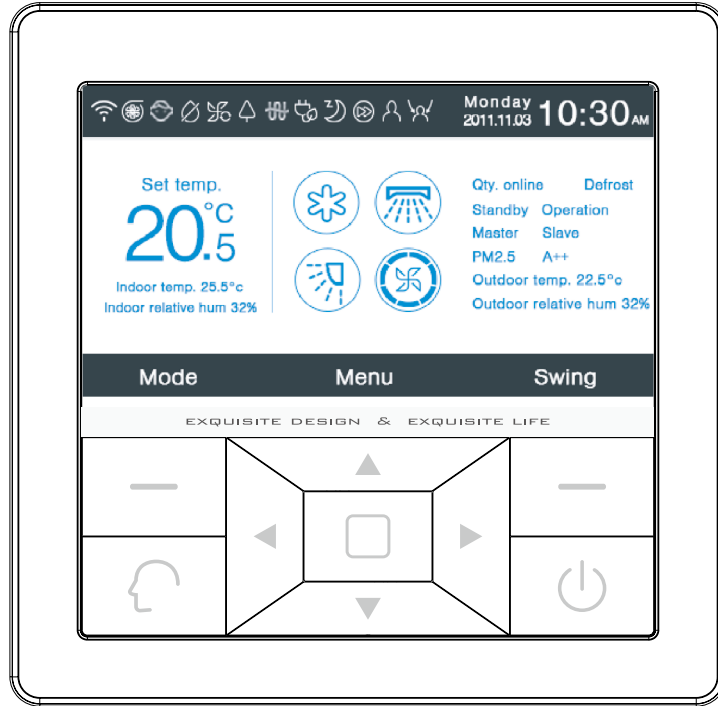 Monday
2011.11.03 10:30 AM
Set temp.
20.5°C
Indoor temp. 25.5°c
Indoor relative hum 32%
Qty. online Defrost
Standby Operation
Master Slave
PM2.5 A++
Outdoor temp. 22.5°c
Outdoor relative hum 32%
Mode Menu Swing
EXQUISITE DESIGN & EXQUISITE LIFE